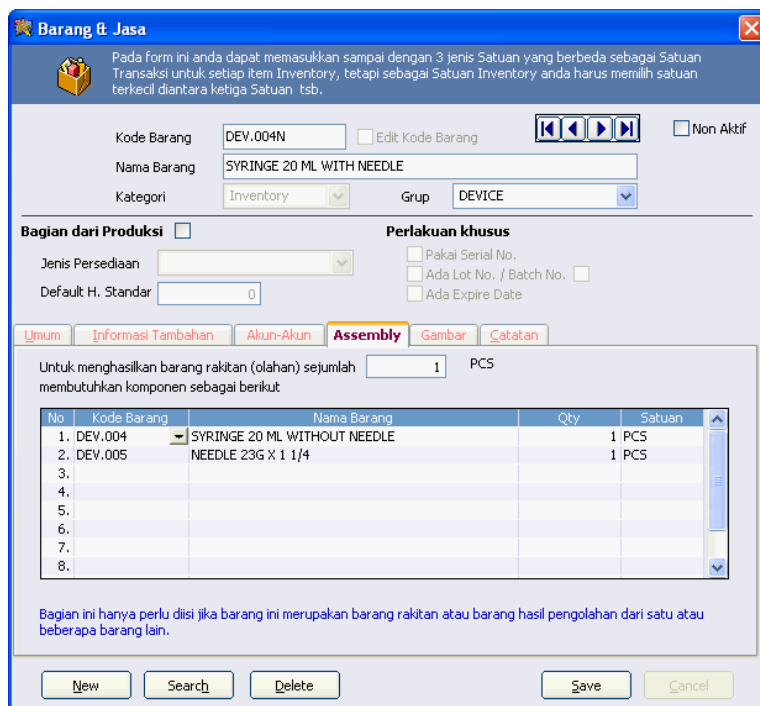 Barang & Jasa
Pada form ini anda dapat memasukkan sampai dengan 3 jenis Satuan yang berbeda sebagai Satuan
Transaksi untuk setiap item Inventory, tetapi sebagai Satuan Inventory anda harus memilih satuan
terkecil diantara ketiga Satuan tsb.
Kode Barang DEV.004N Edit Kode Barang Non Aktif
Nama Barang SYRINGE 20 ML WITH NEEDLE
Kategori Inventory Grup DEVICE
Bagian dari Produksi Perlakuan khusus
Jenis Persediaan Pakai Serial No.
Ada Lot No. / Batch No.
Default H. Standar 0 Ada Expire Date
Umum Informasi Tambahan Akun-Akun Assembly Gambar Catatan
Untuk menghasilkan barang rakitan (olahan) sejumlah 1 PCS
membutuhkan komponen sebagai berikut
No Kode Barang Nama Barang Qty Satuan
1. DEV.004 SYRINGE 20 ML WITHOUT NEEDLE 1 PCS
2. DEV.005 NEEDLE 23G X 1 1/4 1 PCS
3.
4.
5.
6.
7.
8.
Bagian ini hanya perlu diisi jika barang ini merupakan barang rakitan atau barang hasil pengolahan dari satu atau
beberapa barang lain.
New Search Delete Save Cancel